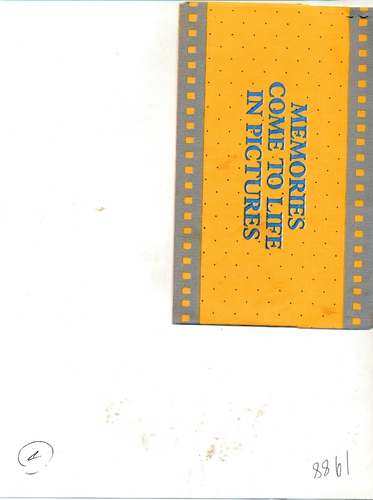 MEMORIES
COME TO LIFE
IN PICTURES
1988